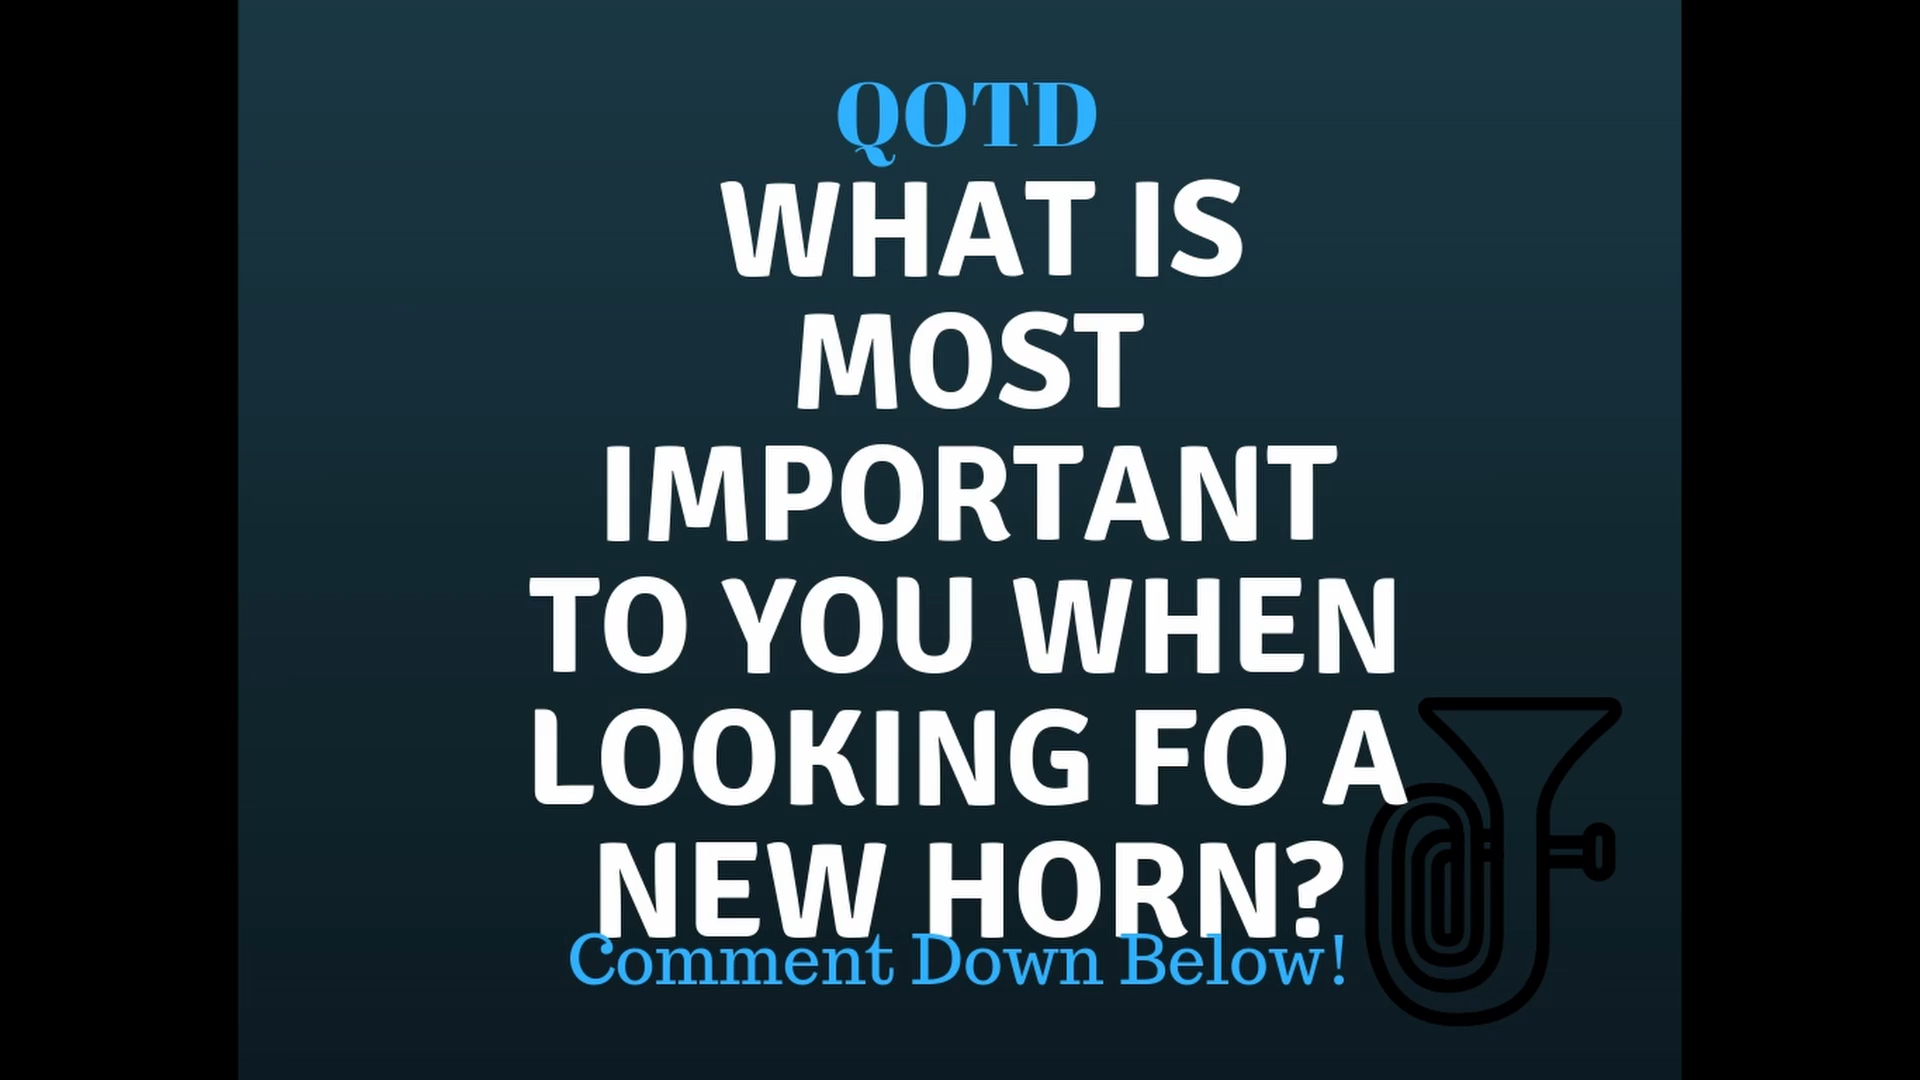 QOTD
WHAT IS
MOST
IMPORTANT
TO YOU WHEN
LOOKING FO A
NEW HORN?
Comment Down Below!